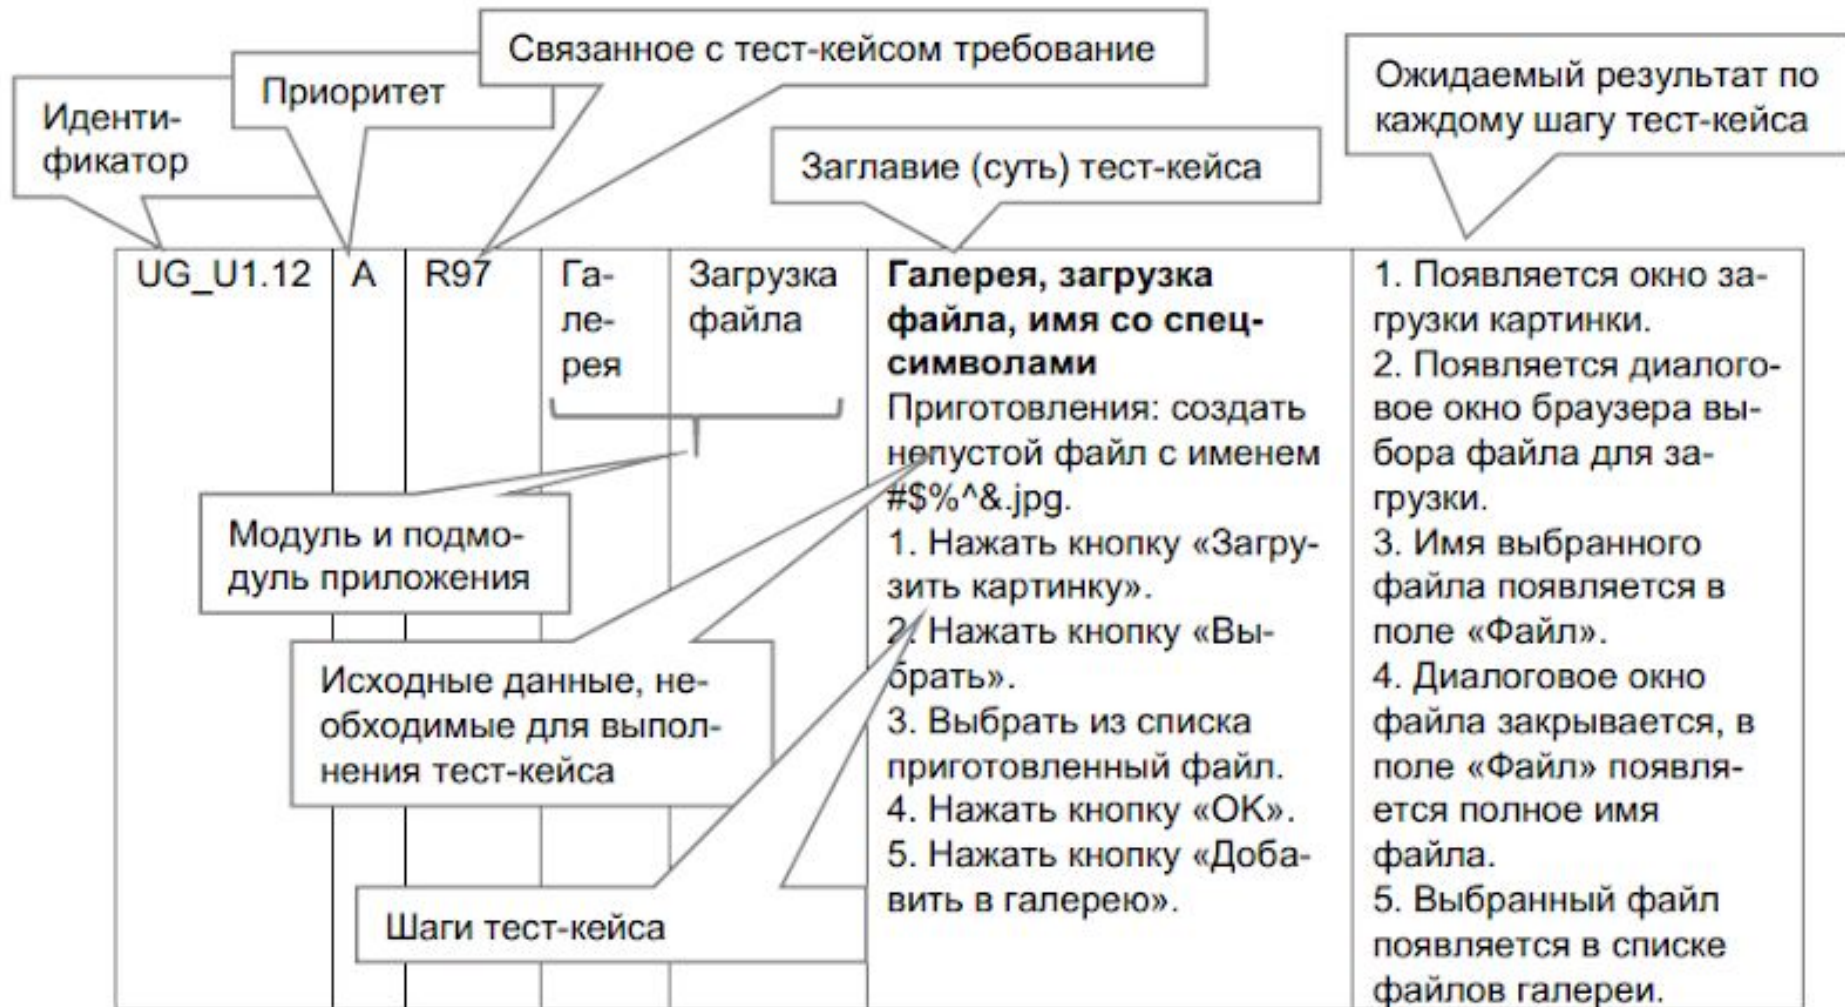 Связанное с тест-кейсом требование
Приоритет
Иденти-
фикатор
Заглавие (суть) тест-кейса
Ожидаемый результат по
каждому шагу тест-кейса
UG_U1.12
A
R97
Га-
ле-
рея
Загрузка
файла
Галерея, загрузка
файла, имя со спец-
символами
Приготовления: создать
непустой файл с именем
#$%^&.jpg.
1. Нажать кнопку «Загру-
зить картинку».
2. Нажать кнопку «Вы-
брать».
3. Выбрать из списка
приготовленный файл.
4. Нажать кнопку «OK».
5. Нажать кнопку «Доба-
вить в галерею».
1. Появляется окно за-
грузки картинки.
2. Появляется диалого-
вое окно браузера вы-
бора файла для за-
грузки.
3. Имя выбранного
файла появляется в
поле «Файл».
4. Диалоговое окно
файла закрывается, в
поле «Файл» появля-
ется полное имя
файла.
5. Выбранный файл
появляется в списке
файлов галереи.
Модуль и подмо-
дуль приложения
Исходные данные, не-
обходимые для выпол-
нения тест-кейса
Шаги тест-кейса